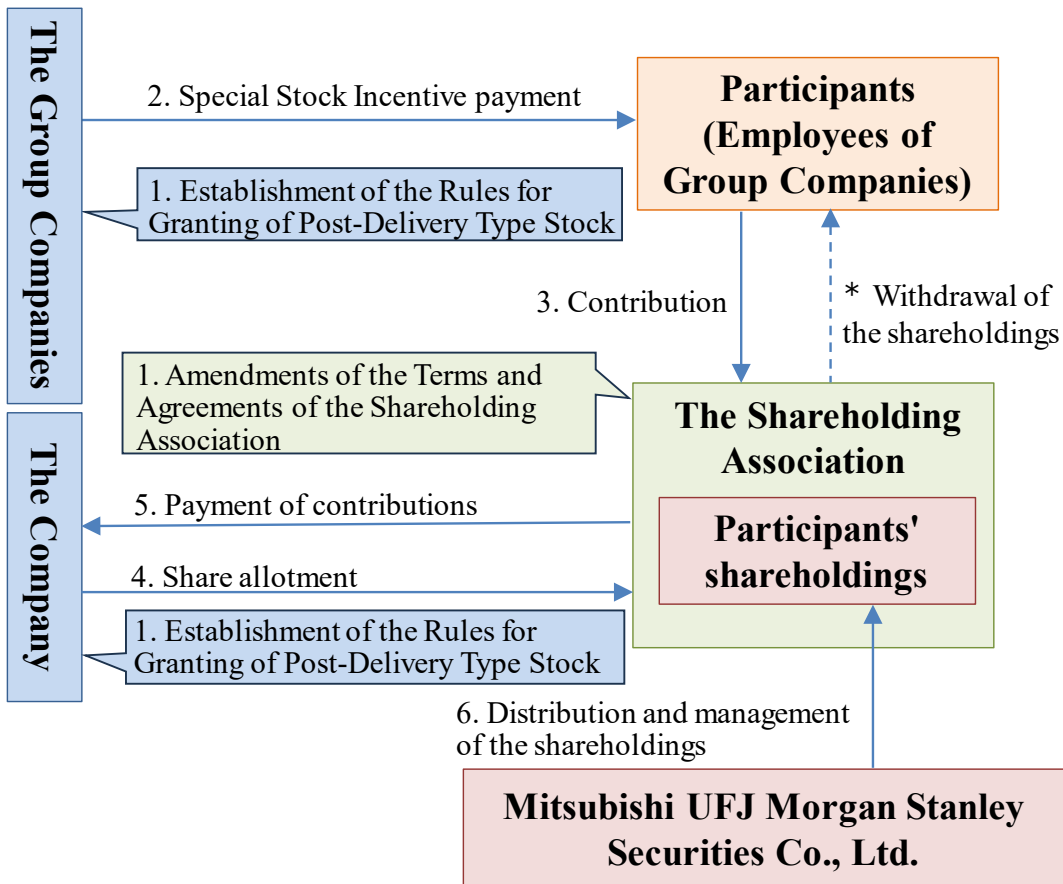 The Group Companies
2. Special Stock Incentive payment
Participants
(Employees of
Group Companies)
1. Establishment of the Rules for
Granting of Post-Delivery Type Stock
3. Contribution
* Withdrawal of
the shareholdings
1. Amendments of the Terms and
Agreements of the Shareholding
Association
The Shareholding
Association
The Company
5. Payment of contributions
Participants'
shareholdings
4. Share allotment
1. Establishment of the Rules for
Granting of Post-Delivery Type Stock
6. Distribution and management
of the shareholdings
Mitsubishi UFJ Morgan Stanley
Securities Co., Ltd.